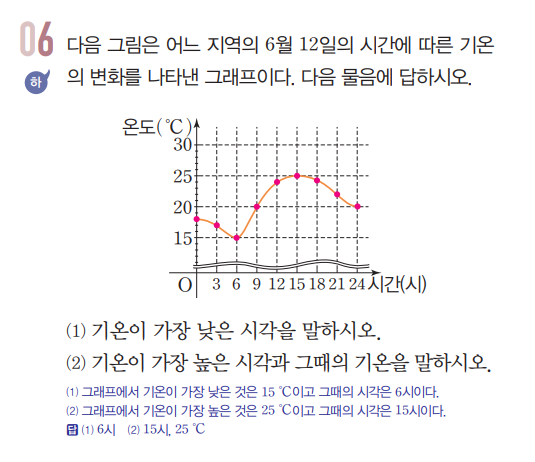 06 다음 그림은 어느 지역의 6월 12일의 시간에 따른 기온
하 의 변화를 나타낸 그래프이다. 다음 물음에 답하시오.
온도(℃)
30
25
20
15
O 3 6 9 12 15 18 21 24 시간(시)
(1) 기온이 가장 낮은 시각을 말하시오.
(2) 기온이 가장 높은 시각과 그때의 기온을 말하시오.
(1) 그래프에서 기온이 가장 낮은 것은 15 ℃이고 그때의 시각은 6시이다.
(2) 그래프에서 기온이 가장 높은 것은 25 ℃이고 그때의 시각은 15시이다.
답 (1) 6시 (2) 15시, 25 ℃